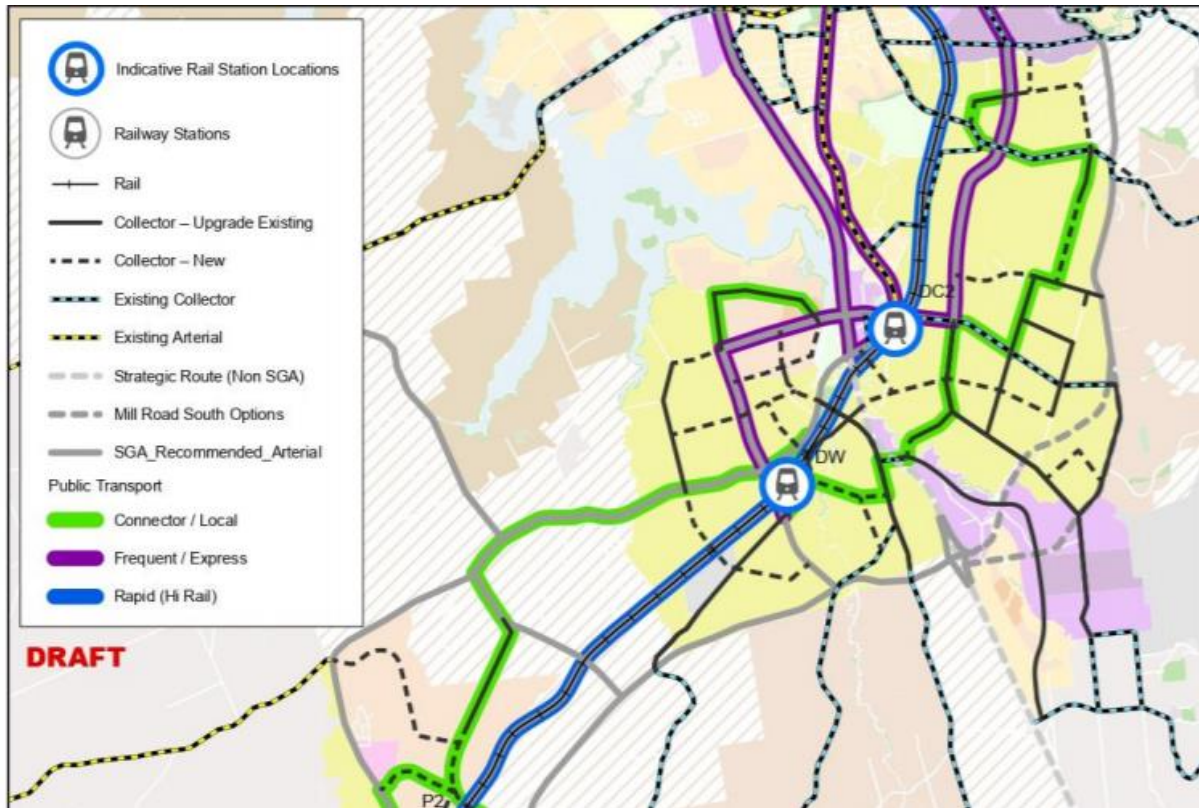 Indicative Rail Station Locations
Railway Stations
Rail
Collector – Upgrade Existing
Collector – New
Existing Collector
Existing Arterial
Strategic Route (Non SGA)
Mill Road South Options
SGA_Recommended_Arterial
Public Transport
Connector / Local
Frequent / Express
Rapid (Hi Rail)
DRAFT
DC2
DW
P2